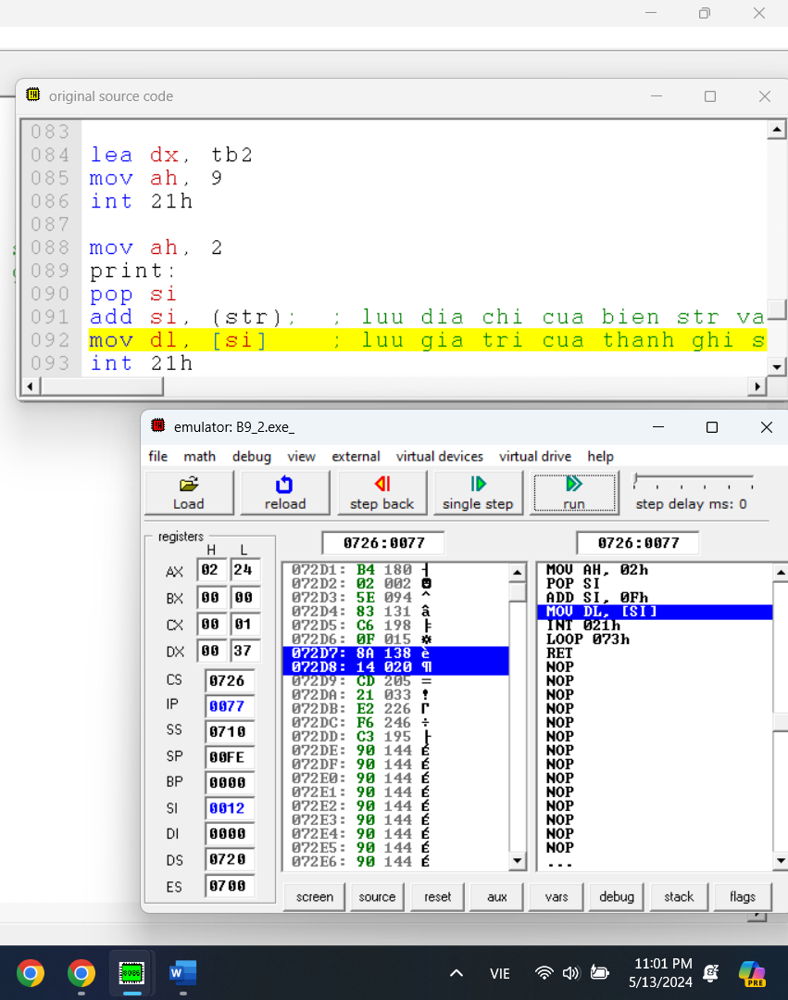 original source code
083
084 lea dx, tb2
085 mov ah, 9
086 int 21h
087
088 mov ah, 2
089 print:
090 pop si
091 add si, (str); ; luu dia chi cua bien str va
092 mov dl, [si] ; luu gia tri cua thanh ghi s
093 int 21h
emulator: B9_2.exe_
file math debug view external virtual devices virtual drive help
Load reload step back single step run step delay ms: 0
registers
H L
0726:0077 0726:0077
AX 02 24
BX 00 00
CX 00 01
DX 00 37
CS 0726
IP 0077
SS 0710
SP 00FE
BP 0000
SI 0012
DI 0000
DS 0720
ES 0700
072D1: B4 180 ┤
072D2: 02 002 ☻
072D3: 5E 094 ^
072D4: 83 131 â
072D5: C6 198 ╞
072D6: 0F 015 ☼
072D7: 8A 138 è
072D8: 14 020 ¶
072D9: CD 205 =
072DA: 21 033 !
072DB: E2 226 Γ
072DC: F6 246 ÷
072DD: C3 195 ├
072DE: 90 144 É
072DF: 90 144 É
072E0: 90 144 É
072E1: 90 144 É
072E2: 90 144 É
072E3: 90 144 É
072E4: 90 144 É
072E5: 90 144 É
072E6: 90 144 É
MOV AH, 02h
POP SI
ADD SI, 0Fh
MOV DL, [SI]
INT 021h
LOOP 073h
RET
NOP
NOP
NOP
NOP
NOP
NOP
NOP
NOP
NOP
NOP
NOP
NOP
NOP
NOP
...
screen source reset aux vars debug stack flags
8086
W
VIE
11:01 PM
5/13/2024
PRE